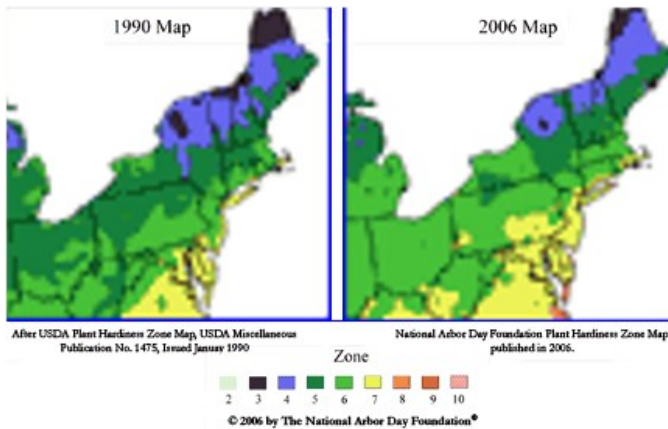 1990 Map
2006 Map
After USDA Plant Hardiness Zone Map, USDA Miscellaneous
Publication No. 1475, Issued January 1990
National Arbor Day Foundation Plant Hardiness Zone Map
published in 2006.
Zone
2 3 4 5 6 7 8 9 10
© 2006 by The National Arbor Day Foundation®